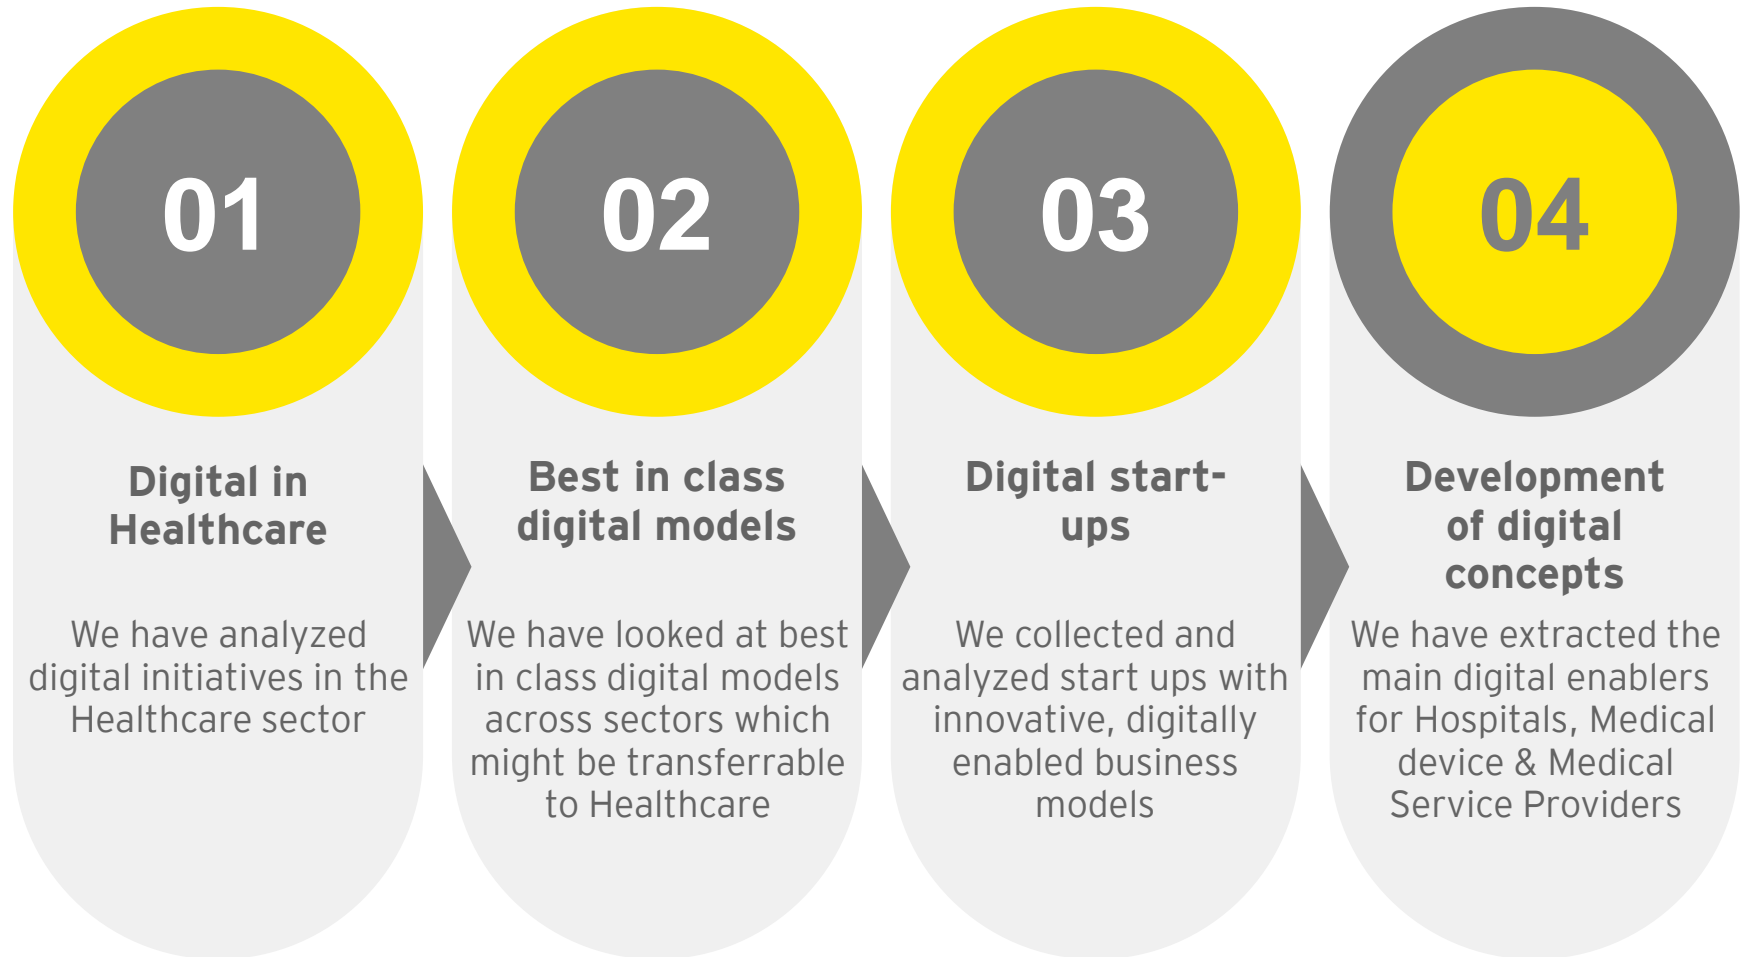 01
Digital in
Healthcare
We have analyzed
digital initiatives in the
Healthcare sector
02
Best in class
digital models
We have looked at best
in class digital models
across sectors which
might be transferrable
to Healthcare
03
Digital start-
ups
We collected and
analyzed start ups with
innovative, digitally
enabled business
models
04
Development
of digital
concepts
We have extracted the
main digital enablers
for Hospitals, Medical
device & Medical
Service Providers